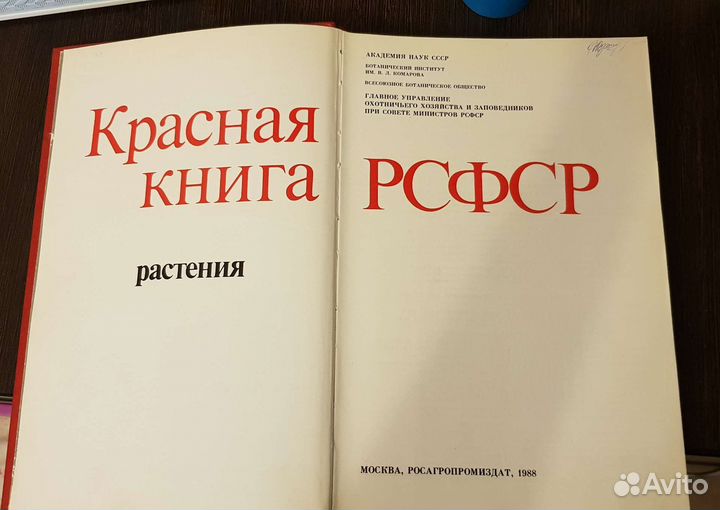 Красная
книга
растения
АКАДЕМИЯ НАУК СССР
БОТАНИЧЕСКИЙ ИНСТИТУТ
ИМ. В. Л. КОМАРОВА
ВСЕСОЮЗНОЕ БОТАНИЧЕСКОЕ ОБЩЕСТВО
ГЛАВНОЕ УПРАВЛЕНИЕ
ОХОТНИЧЬЕГО ХОЗЯЙСТВА И ЗАПОВЕДНИКОВ
ПРИ СОВЕТЕ МИНИСТРОВ РСФСР
РСФСР
МОСКВА, РОСАГРОПРОМИЗДАТ, 1988
Avito